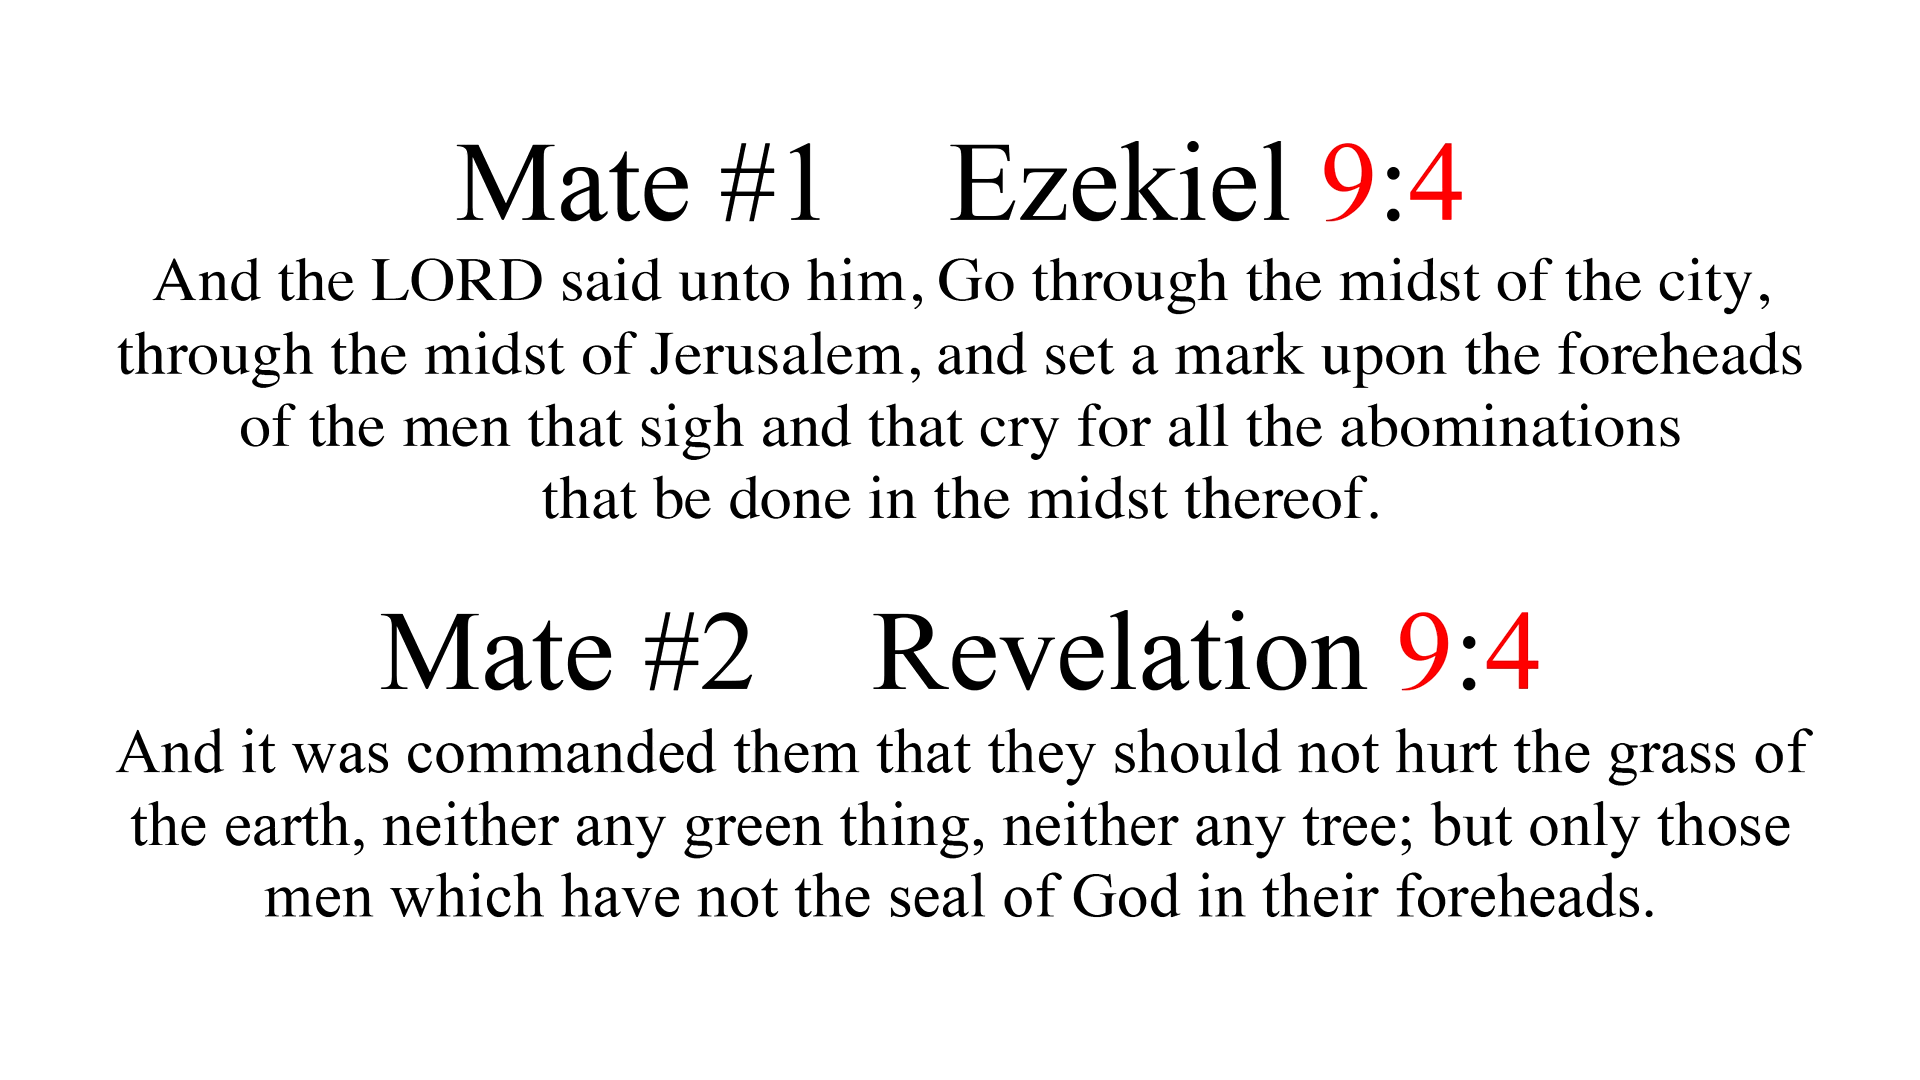 Mate #1 Ezekiel 9:4
And the LORD said unto him, Go through the midst of the city,
through the midst of Jerusalem, and set a mark upon the foreheads
of the men that sigh and that cry for all the abominations
that be done in the midst thereof.
Mate #2 Revelation 9:4
And it was commanded them that they should not hurt the grass of
the earth, neither any green thing, neither any tree; but only those
men which have not the seal of God in their foreheads.